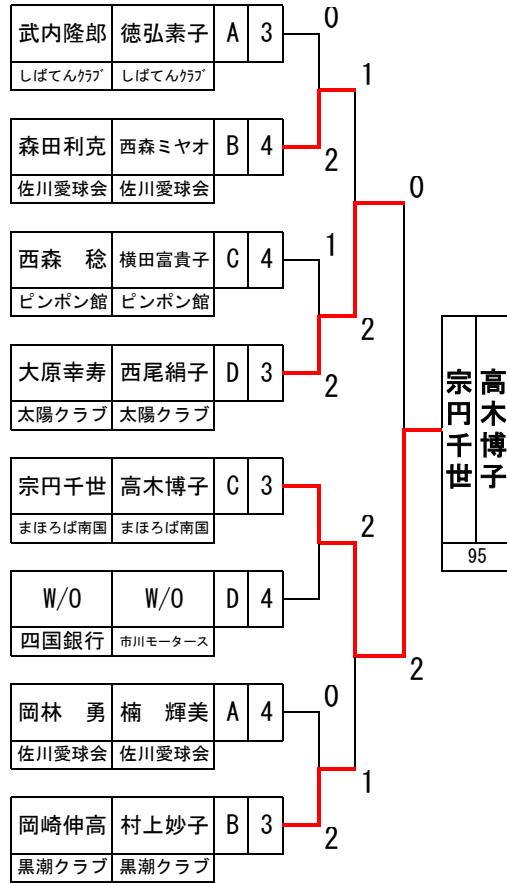 武内隆郎 徳弘素子 A 3
しばてんｸﾗﾌﾞ しばてんｸﾗﾌﾞ
0
1
森田利克 西森ミヤオ B 4
佐川愛球会 佐川愛球会
2
0
西森　稔 横田富貴子 C 4
ピンポン館 ピンポン館
1
2
大原幸寿 西尾絹子 D 3
太陽クラブ 太陽クラブ
2
宗円千世
高木博子
95
宗円千世 高木博子 C 3
まほろば南国 まほろば南国
2
W/O W/O D 4
四国銀行 市川モータース
2
岡林　勇 楠　輝美 A 4
佐川愛球会 佐川愛球会
0
1
岡崎伸高 村上妙子 B 3
黒潮クラブ 黒潮クラブ
2